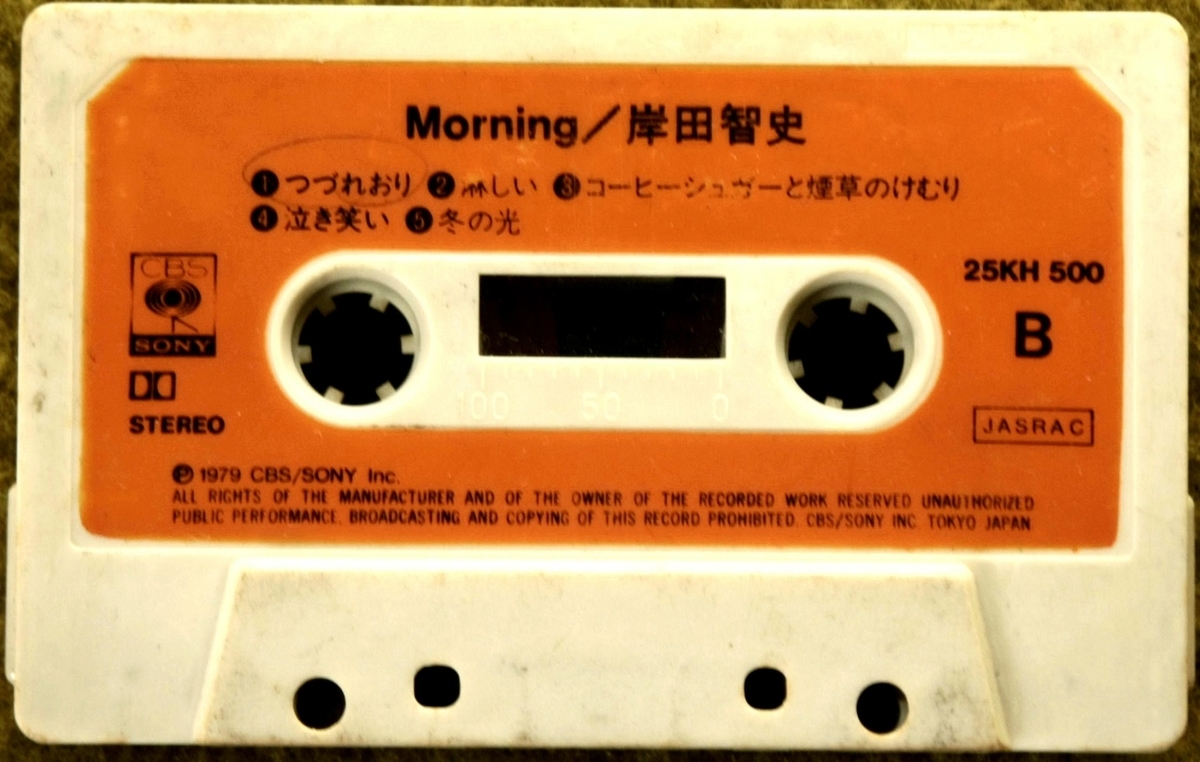 Morning／岸田智史
❶つづれおり ❷淋しい ❸コーヒーシュガーと煙草のけむり
❹泣き笑い ❺冬の光
CBS
SONY
STEREO
25KH 500
B
JASRAC
100 50 0
Ⓟ 1979 CBS/SONY Inc.
ALL RIGHTS OF THE MANUFACTURER AND OF THE OWNER OF THE RECORDED WORK RESERVED UNAUTHORIZED
PUBLIC PERFORMANCE. BROADCASTING AND COPYING OF THIS RECORD PROHIBITED. CBS/SONY INC. TOKYO JAPAN